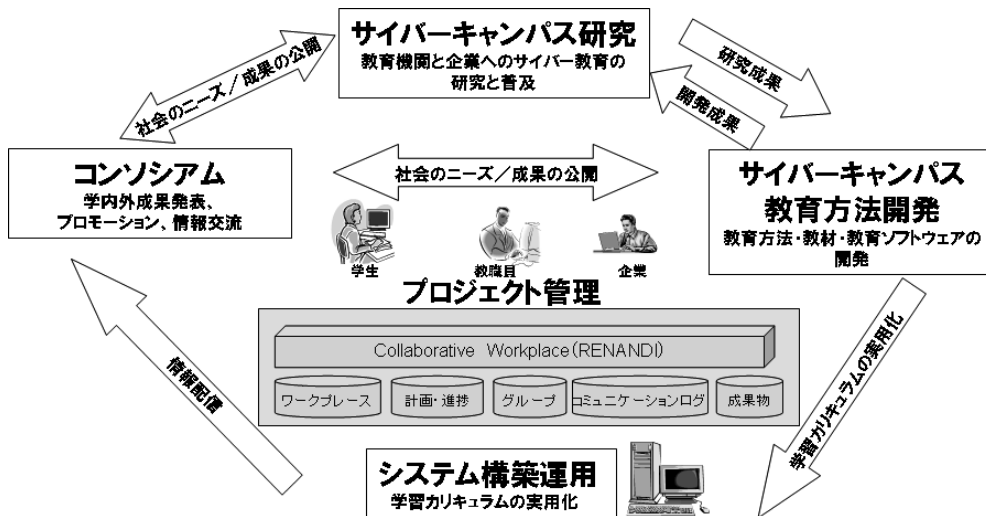 サイバーキャンパス研究
教育機関と企業へのサイバー教育の
研究と普及
社会のニーズ／成果の公開
研究成果
開発成果
コンソシアム
学内外成果発表、
プロモーション、情報交流
社会のニーズ／成果の公開
サイバーキャンパス
教育方法開発
教育方法・教材・教育ソフトウェアの
開発
学生
教職員
企業
プロジェクト管理
Collaborative Workplace(RENANDI)
ワークプレース
計画・進捗
グループ
コミュニケーションログ
成果物
情報配信
学習カリキュラムの実用化
システム構築運用
学習カリキュラムの実用化